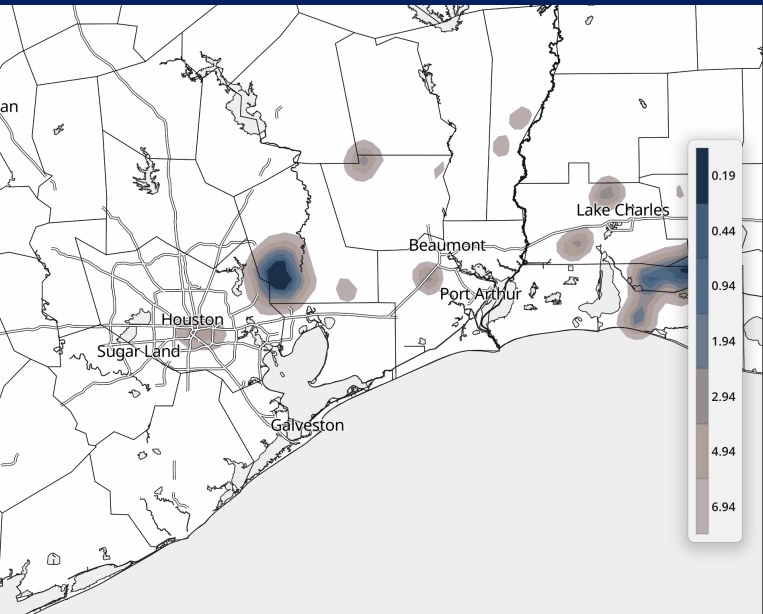 an
0.19
Lake Charles
0.44
Beaumont
0.94
Port Arthur
Houston
1.94
Sugar Land
2.94
Galveston
4.94
6.94